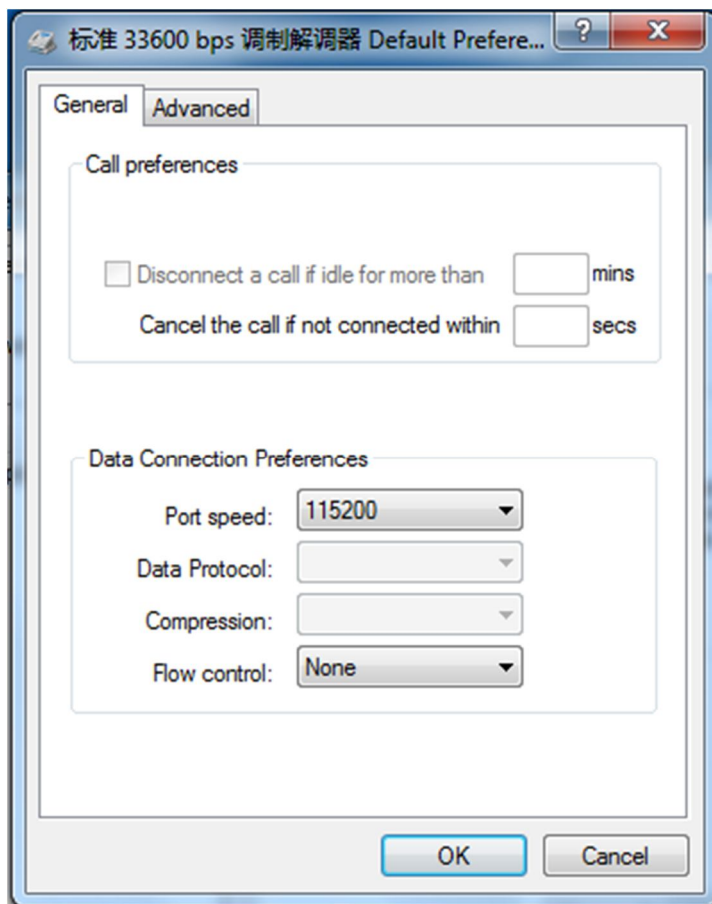 标准 33600 bps 调制解调器 Default Prefere...
General
Advanced
Call preferences
Disconnect a call if idle for more than mins
Cancel the call if not connected within secs
Data Connection Preferences
Port speed: 115200
Data Protocol:
Compression:
Flow control: None
OK
Cancel